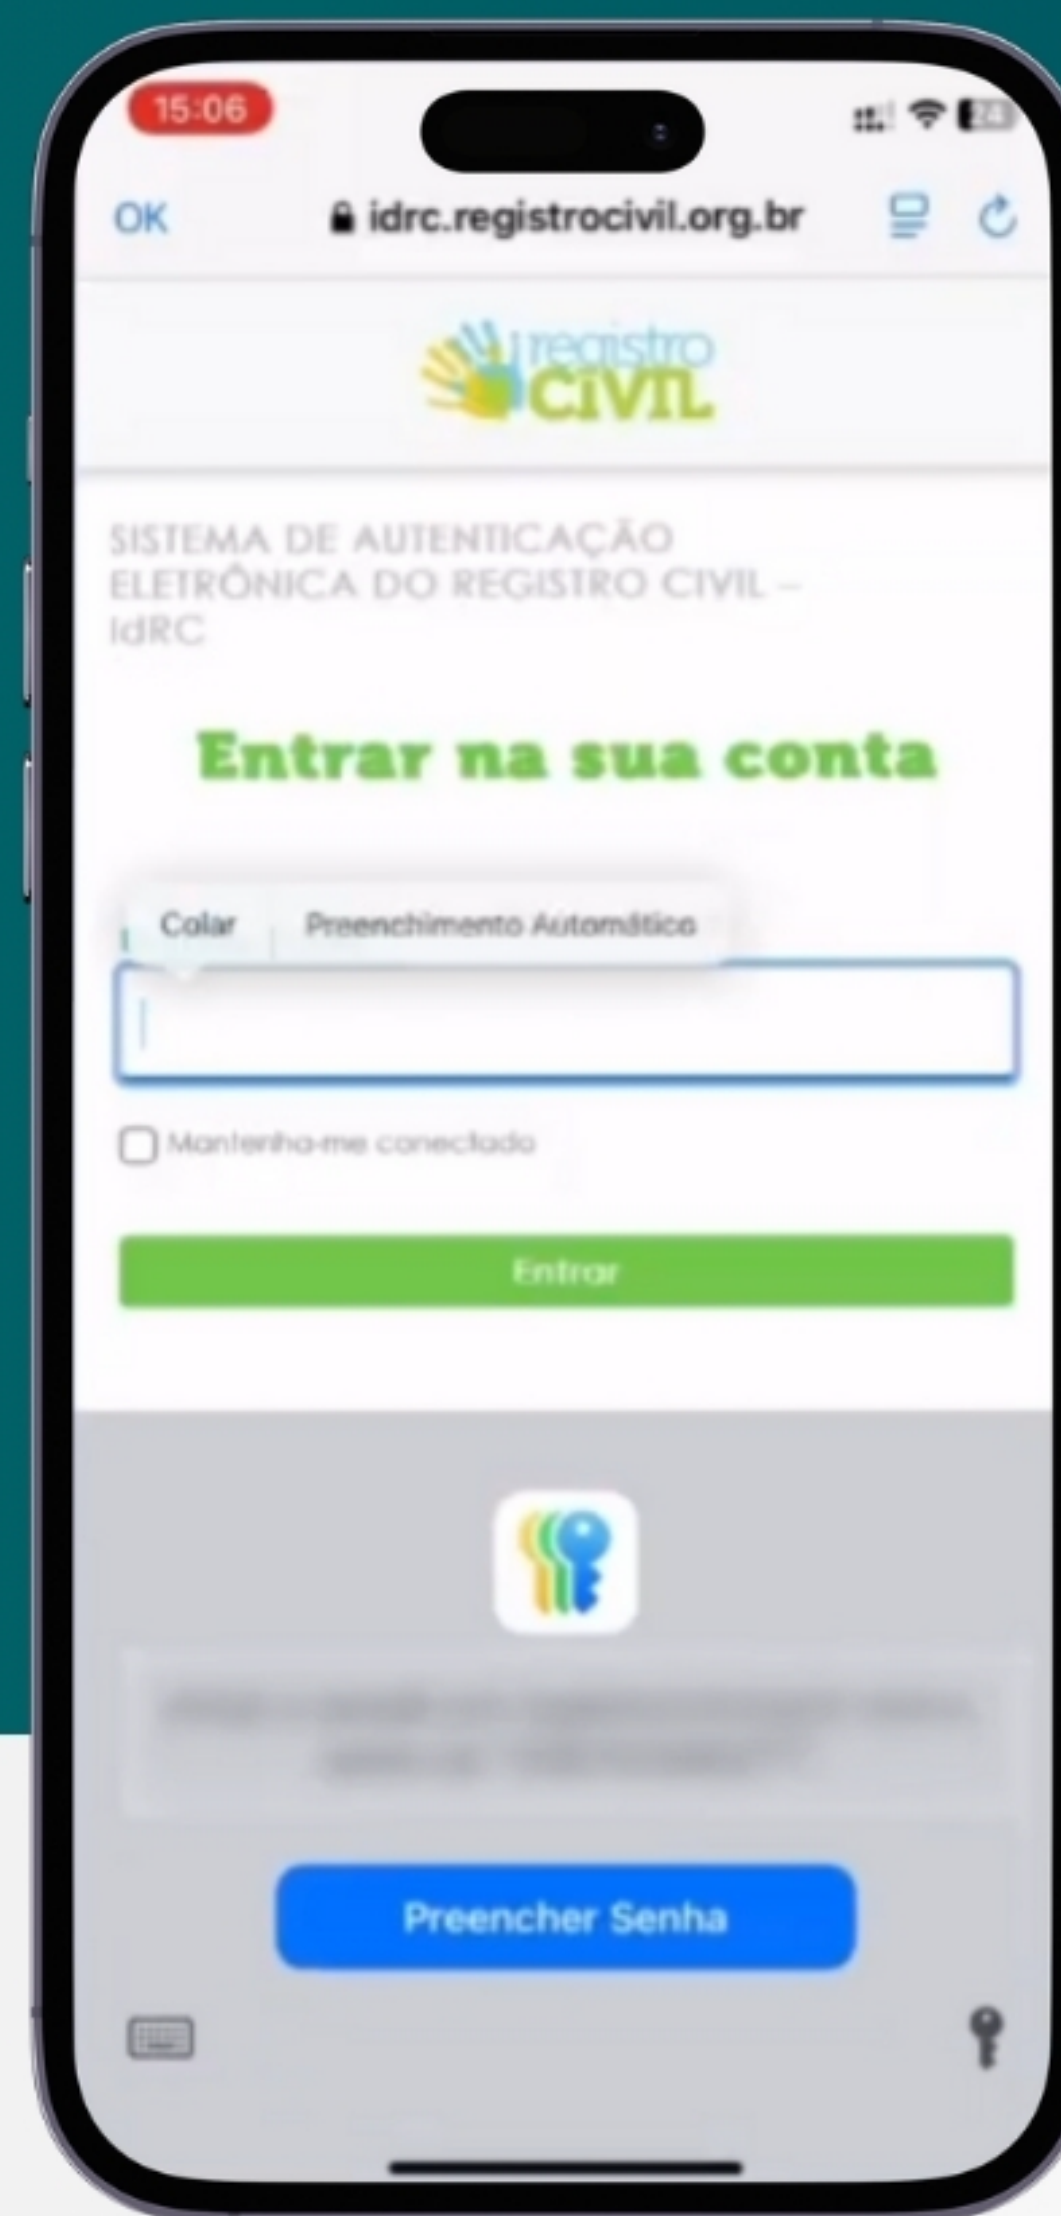 15:06
24
OK
idrc.registrocivil.org.br
registro
CIVIL
SISTEMA DE AUTENTICAÇÃO
ELETRÔNICA DO REGISTRO CIVIL –
IdRC
Entrar na sua conta
Colar Preenchimento Automático
Mantenha-me conectado
Entrar
Preencher Senha